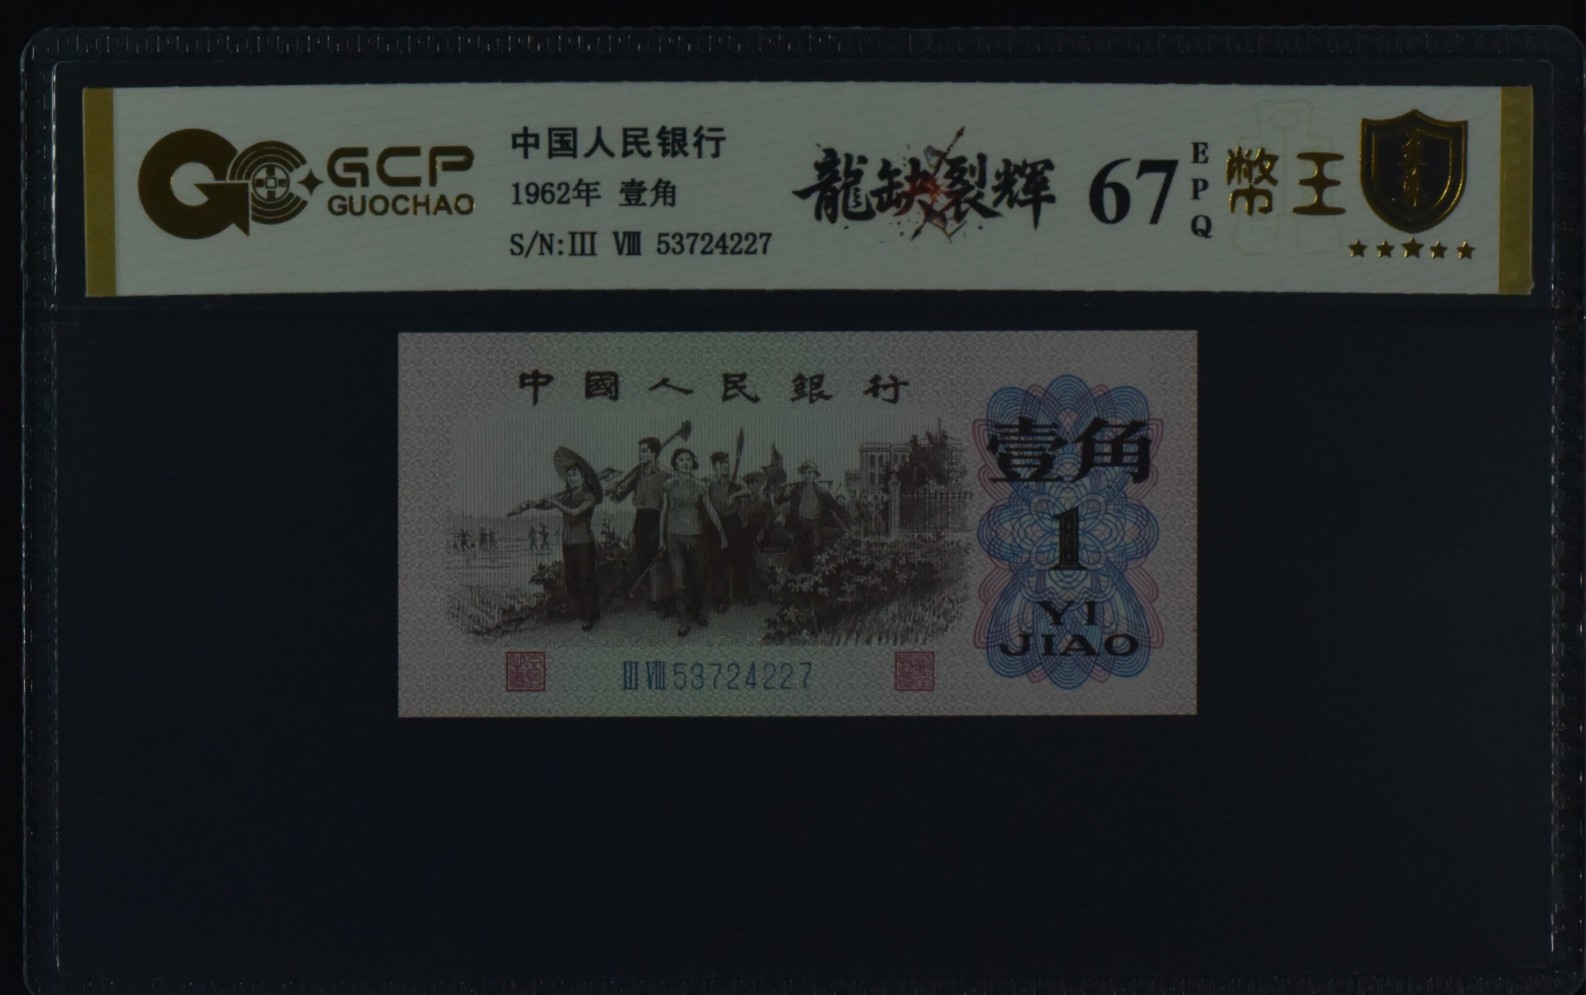 GCP
GUOCHAO
中国人民银行
1962年 壹角
S/N:III VIII 53724227
龍缺裂辉
67
EPQ
幣王
中國人民銀行
壹角
1
YI
JIAO
III VIII 53724227